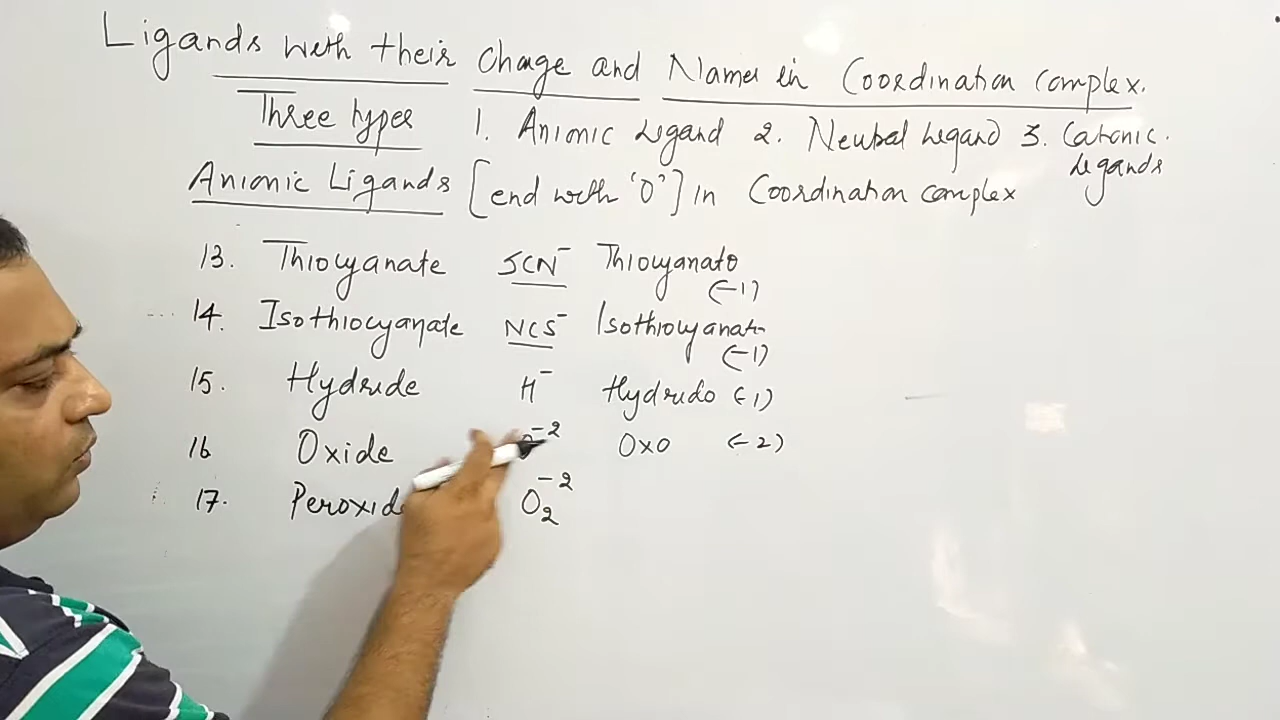 Ligands with their Charge and Names in Coordination complex.
Three types 1. Anionic Ligand 2. Neutral Ligand 3. Cationic Ligands
Anionic Ligands [end with 'O'] in Coordination complex
13. Thiocyanate SCN⁻ Thiocyanato (-1)
14. Isothiocyanate NCS⁻ Isothiocyanato (-1)
15. Hydride H⁻ Hydrido (-1)
16 Oxide O⁻² Oxo (-2)
17. Peroxide O₂⁻²